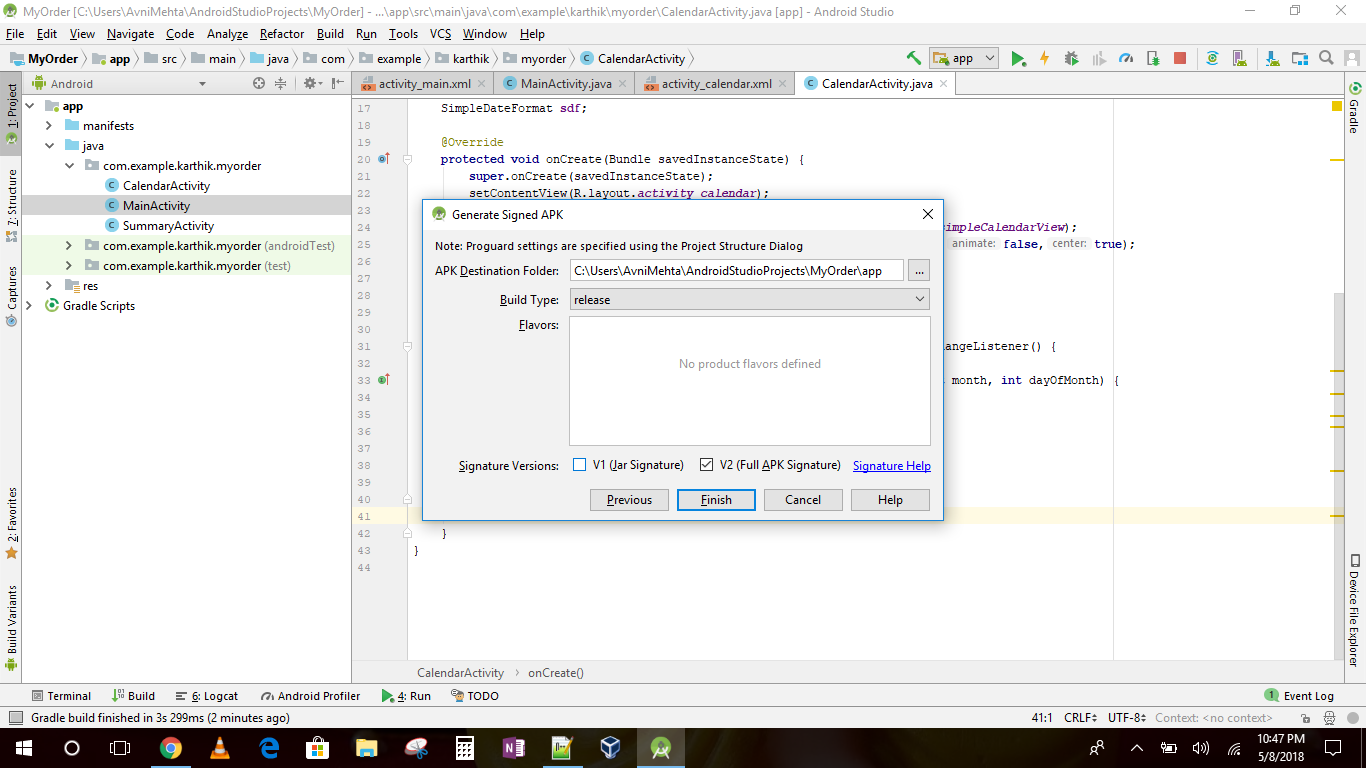 MyOrder [C:\Users\AvniMehta\AndroidStudioProjects\MyOrder] - ...\app\src\main\java\com\example\karthik\myorder\CalendarActivity.java [app] - Android Studio
File Edit View Navigate Code Analyze Refactor Build Run Tools VCS Window Help
MyOrder app src main java com example karthik myorder CalendarActivity
app
1: Project
Android
activity_main.xml
MainActivity.java
activity_calendar.xml
CalendarActivity.java
Gradle
app
manifests
java
com.example.karthik.myorder
CalendarActivity
MainActivity
SummaryActivity
com.example.karthik.myorder (androidTest)
com.example.karthik.myorder (test)
res
Gradle Scripts
7: Structure
Captures
2: Favorites
Build Variants
17 SimpleDateFormat sdf;
18
19 @Override
20 protected void onCreate(Bundle savedInstanceState) {
21 super.onCreate(savedInstanceState);
22 setContentView(R.layout.activity_calendar);
23
24 impleCalendarView);
25 animate: false, center: true);
26
27
28
29
30
31 angeListener() {
32
33 month, int dayOfMonth) {
34
35
36
37
38
39
40
41
42 }
43 }
44
Generate Signed APK
Note: Proguard settings are specified using the Project Structure Dialog
APK Destination Folder: C:\Users\AvniMehta\AndroidStudioProjects\MyOrder\app ...
Build Type: release
Flavors:
No product flavors defined
Signature Versions: V1 (Jar Signature) V2 (Full APK Signature) Signature Help
Previous Finish Cancel Help
Device File Explorer
CalendarActivity onCreate()
Terminal Build 6: Logcat Android Profiler 4: Run TODO 1 Event Log
Gradle build finished in 3s 299ms (2 minutes ago) 41:1 CRLF UTF-8 Context: <no context>
10:47 PM
5/8/2018